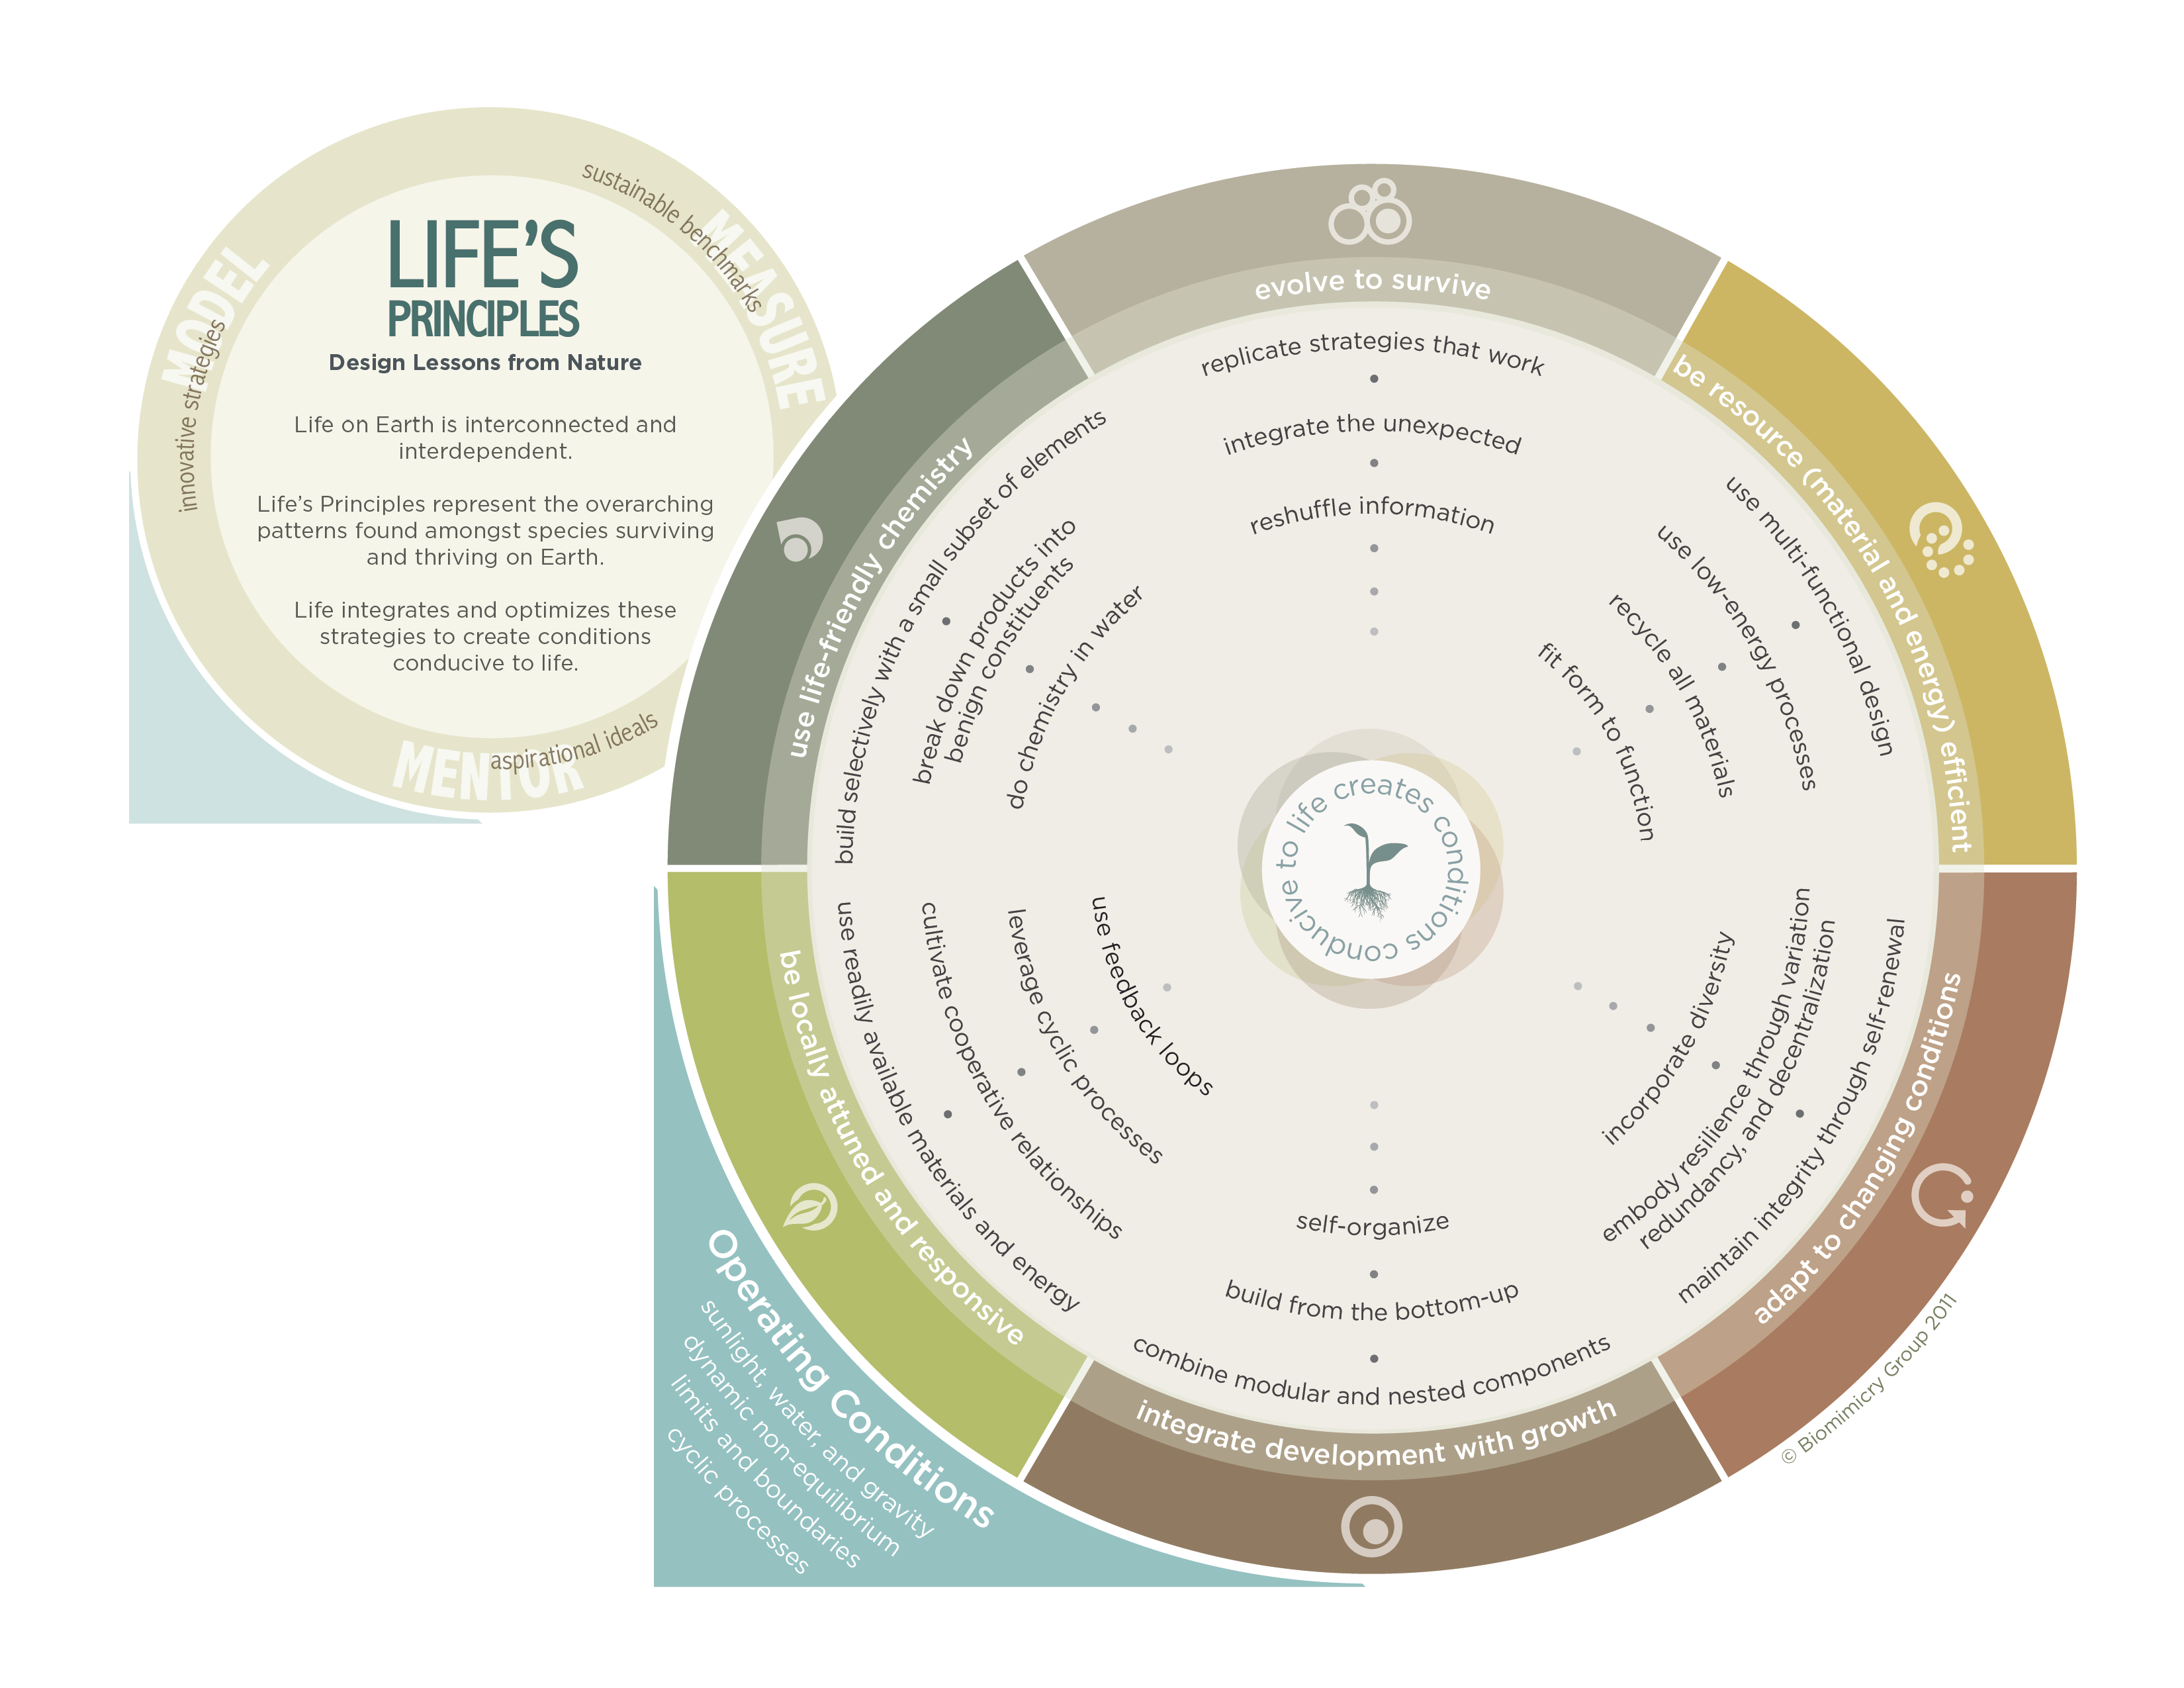 LIFE'S
PRINCIPLES
Design Lessons from Nature
Life on Earth is interconnected and
interdependent.
Life's Principles represent the overarching
patterns found amongst species surviving
and thriving on Earth.
Life integrates and optimizes these
strategies to create conditions
conducive to life.
MODEL
innovative strategies
MEASURE
sustainable benchmarks
MENTOR
aspirational ideals
evolve to survive
replicate strategies that work
integrate the unexpected
reshuffle information
be resource (material and energy) efficient
use multi-functional design
use low-energy processes
recycle all materials
fit form to function
adapt to changing conditions
maintain integrity through self-renewal
embody resilience through variation
redundancy, and decentralization
incorporate diversity
integrate development with growth
combine modular and nested components
build from the bottom-up
self-organize
be locally attuned and responsive
use readily available materials and energy
cultivate cooperative relationships
leverage cyclic processes
use feedback loops
use life-friendly chemistry
build selectively with a small subset of elements
break down products into
benign constituents
do chemistry in water
life creates conditions conducive to
Operating Conditions
sunlight, water, and gravity
dynamic non-equilibrium
limits and boundaries
cyclic processes
© Biomimicry Group 2011